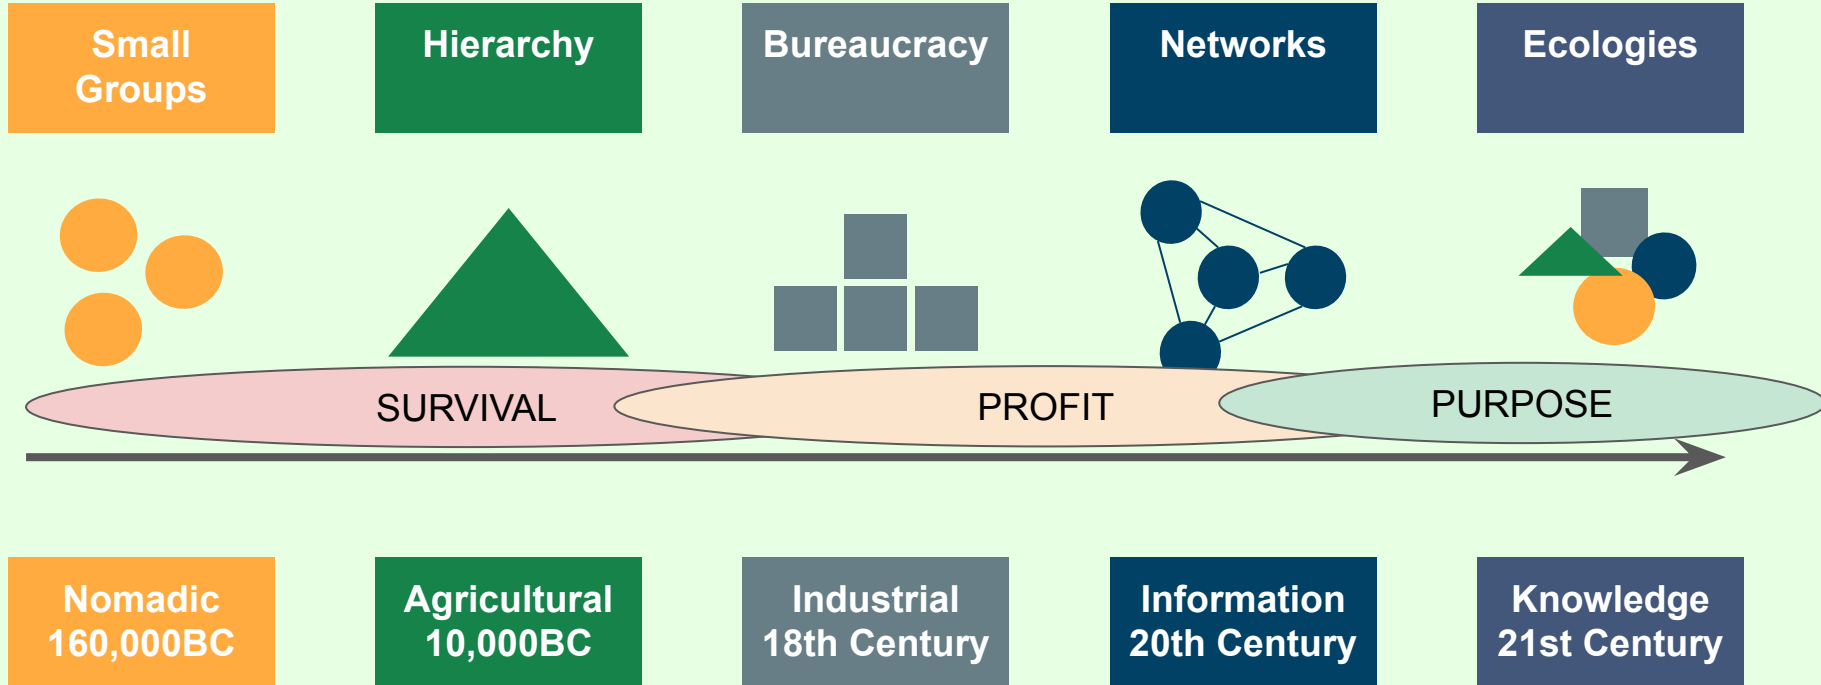 Small
Groups
Hierarchy
Bureaucracy
Networks
Ecologies
SURVIVAL
PROFIT
PURPOSE
Nomadic
160,000BC
Agricultural
10,000BC
Industrial
18th Century
Information
20th Century
Knowledge
21st Century